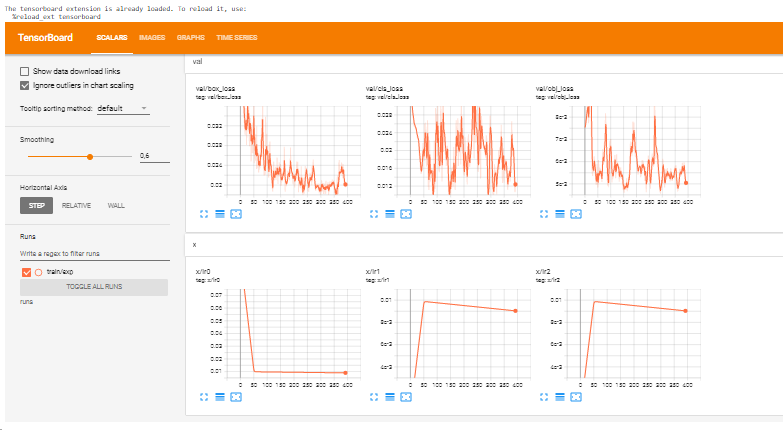 The tensorboard extension is already loaded. To reload it, use:
%reload_ext tensorboard
TensorBoard SCALARS IMAGES GRAPHS TIME SERIES
Show data download links
Ignore outliers in chart scaling
Tooltip sorting method: default
Smoothing
0,6
Horizontal Axis
STEP RELATIVE WALL
Runs
Write a regex to filter runs
train/exp
TOGGLE ALL RUNS
runs
val
val/box_loss
tag: val/box_loss
0.032
0.028
0.024
0.02
0 50 100 150 200 250 300 350 400
val/cls_loss
tag: val/cls_loss
0.028
0.024
0.02
0.016
0.012
0 50 100 150 200 250 300 350 400
val/obj_loss
tag: val/obj_loss
8e-3
7e-3
6e-3
5e-3
0 50 100 150 200 250 300 350 400
x
x/lr0
tag: x/lr0
0.07
0.06
0.05
0.04
0.03
0.02
0.01
0 50 100 150 200 250 300 350 400
x/lr1
tag: x/lr1
0.01
8e-3
6e-3
4e-3
0 50 100 150 200 250 300 350 400
x/lr2
tag: x/lr2
0.01
8e-3
6e-3
4e-3
0 50 100 150 200 250 300 350 400